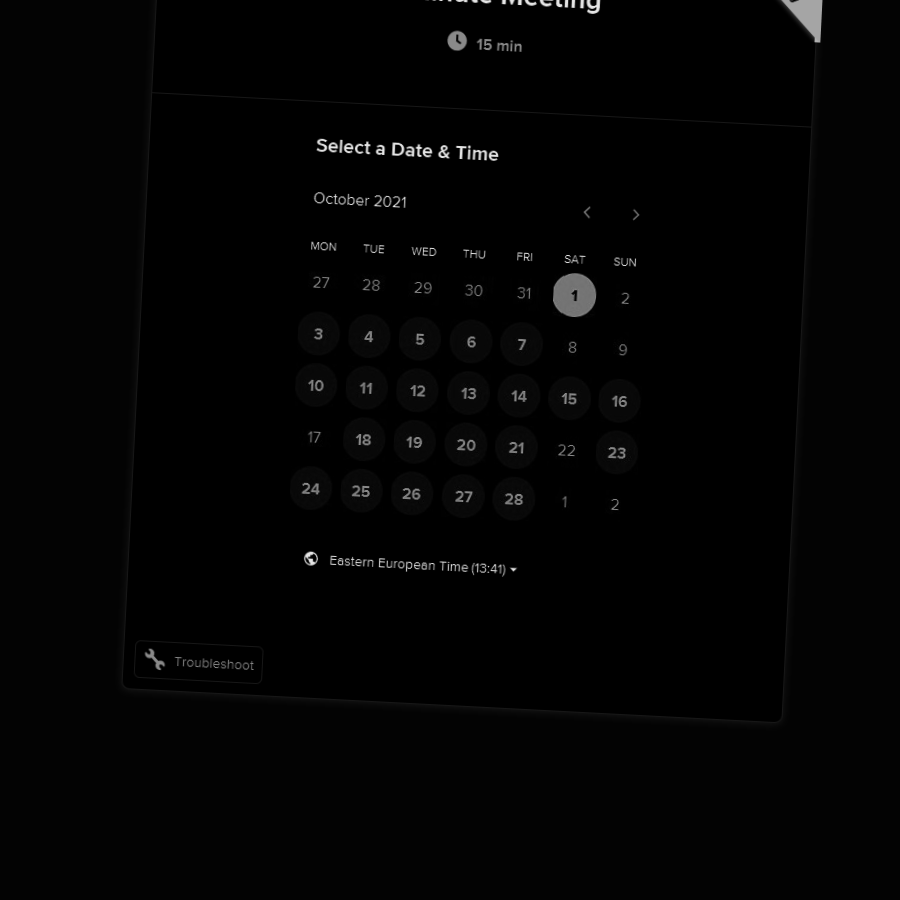 Meeting
15 min
Select a Date & Time
October 2021
MON TUE WED THU FRI SAT SUN
27 28 29 30 31 1 2
3 4 5 6 7 8 9
10 11 12 13 14 15 16
17 18 19 20 21 22 23
24 25 26 27 28 1 2
Eastern European Time (13:41)
Troubleshoot